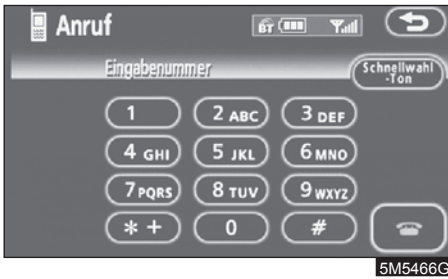 Anruf
BT
Eingabenummer
Schnellwahl
-Ton
1 2 ABC 3 DEF
4 GHI 5 JKL 6 MNO
7 PQRS 8 TUV 9 WXYZ
* + 0 #
5M5466G